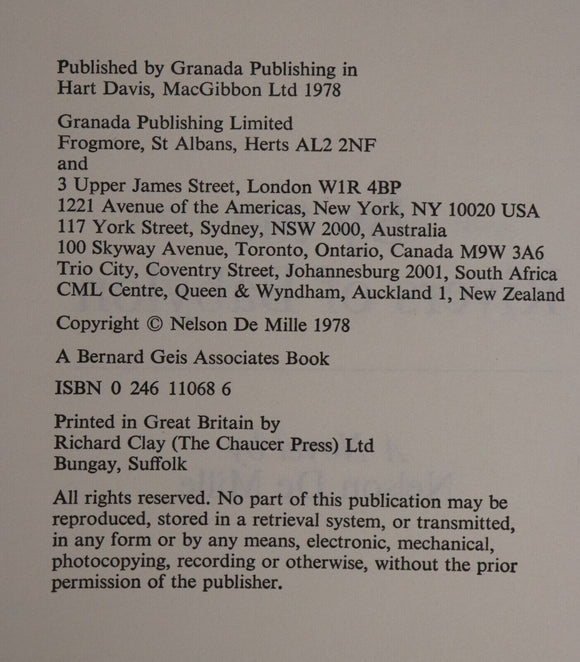 Published by Granada Publishing in
Hart Davis, MacGibbon Ltd 1978
Granada Publishing Limited
Frogmore, St Albans, Herts AL2 2NF
and
3 Upper James Street, London W1R 4BP
1221 Avenue of the Americas, New York, NY 10020 USA
117 York Street, Sydney, NSW 2000, Australia
100 Skyway Avenue, Toronto, Ontario, Canada M9W 3A6
Trio City, Coventry Street, Johannesburg 2001, South Africa
CML Centre, Queen & Wyndham, Auckland 1, New Zealand
Copyright © Nelson De Mille 1978
A Bernard Geis Associates Book
ISBN 0 246 11068 6
Printed in Great Britain by
Richard Clay (The Chaucer Press) Ltd
Bungay, Suffolk
All rights reserved. No part of this publication may be
reproduced, stored in a retrieval system, or transmitted,
in any form or by any means, electronic, mechanical,
photocopying, recording or otherwise, without the prior
permission of the publisher.